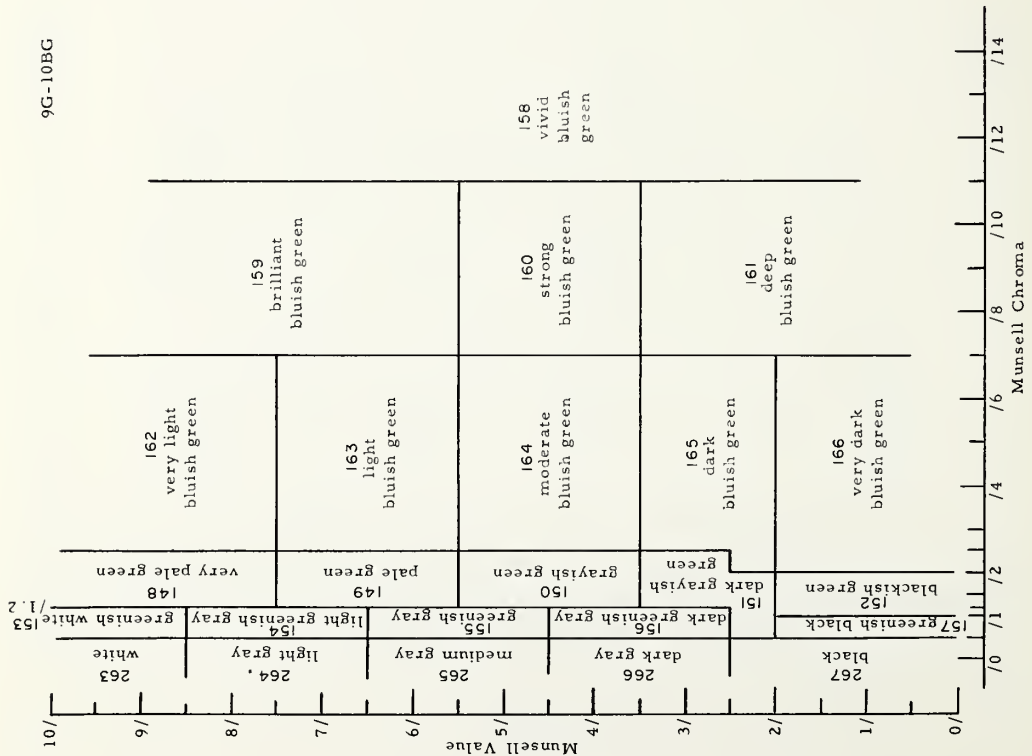 9G-10BG
158
vivid
bluish
green
159
brilliant
bluish green
160
strong
bluish green
161
deep
bluish green
162
very light
bluish green
163
light
bluish green
164
moderate
bluish green
165
dark
bluish green
166
very dark
bluish green
148
very pale green
149
pale green
150
grayish green
151
dark grayish
green
152
blackish green
153 greenish white
/1.2
154
light greenish gray
155.
greenish gray
156
dark greenish gray
157 greenish black
263
white
264.
light gray
265
medium gray
266
dark gray
267
black
10/ 9/ 8/ 7/ 6/ 5/ 4/ 3/ 2/ 1/ 0/
Munsell Value
/0 /1 /2 /4 /6 /8 /10 /12 /14
Munsell Chroma